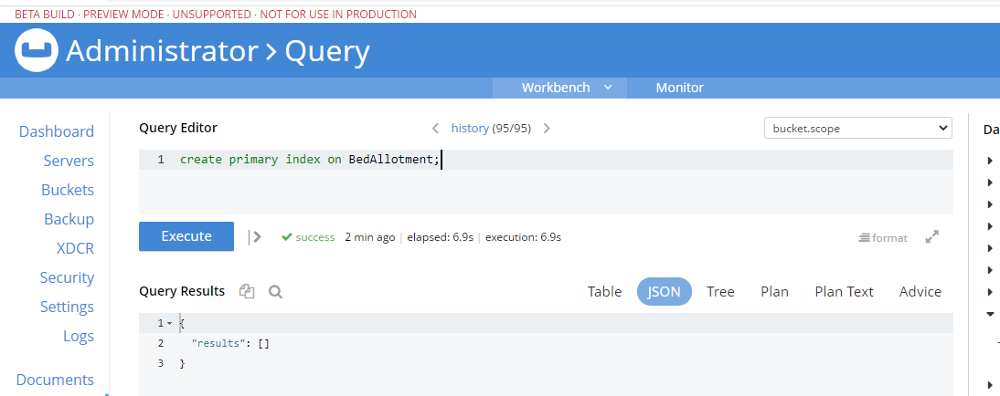 BETA BUILD · PREVIEW MODE · UNSUPPORTED · NOT FOR USE IN PRODUCTION
Administrator > Query
Workbench Monitor
Dashboard
Servers
Buckets
Backup
XDCR
Security
Settings
Logs
Documents
Query Editor < history (95/95) > bucket.scope
1 create primary index on BedAllotment;
Execute success 2 min ago | elapsed: 6.9s | execution: 6.9s format
Query Results Table JSON Tree Plan Plan Text Advice
1 {
2 "results": []
3 }
Da